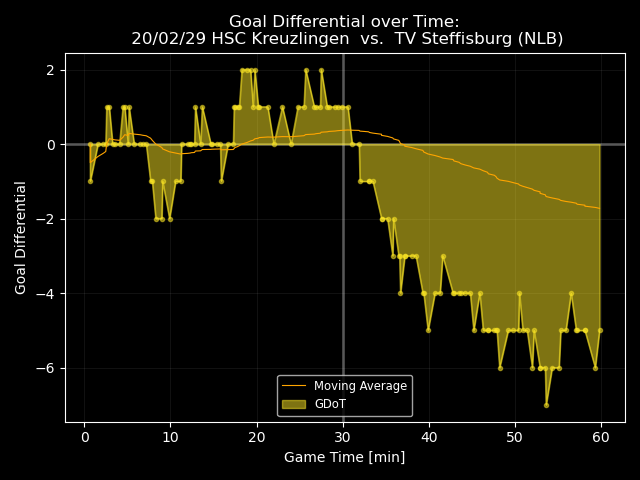 Goal Differential over Time:
20/02/29 HSC Kreuzlingen  vs.  TV Steffisburg (NLB)
Goal Differential
2
0
−2
−4
−6
Moving Average
GDoT
0 10 20 30 40 50 60
Game Time [min]